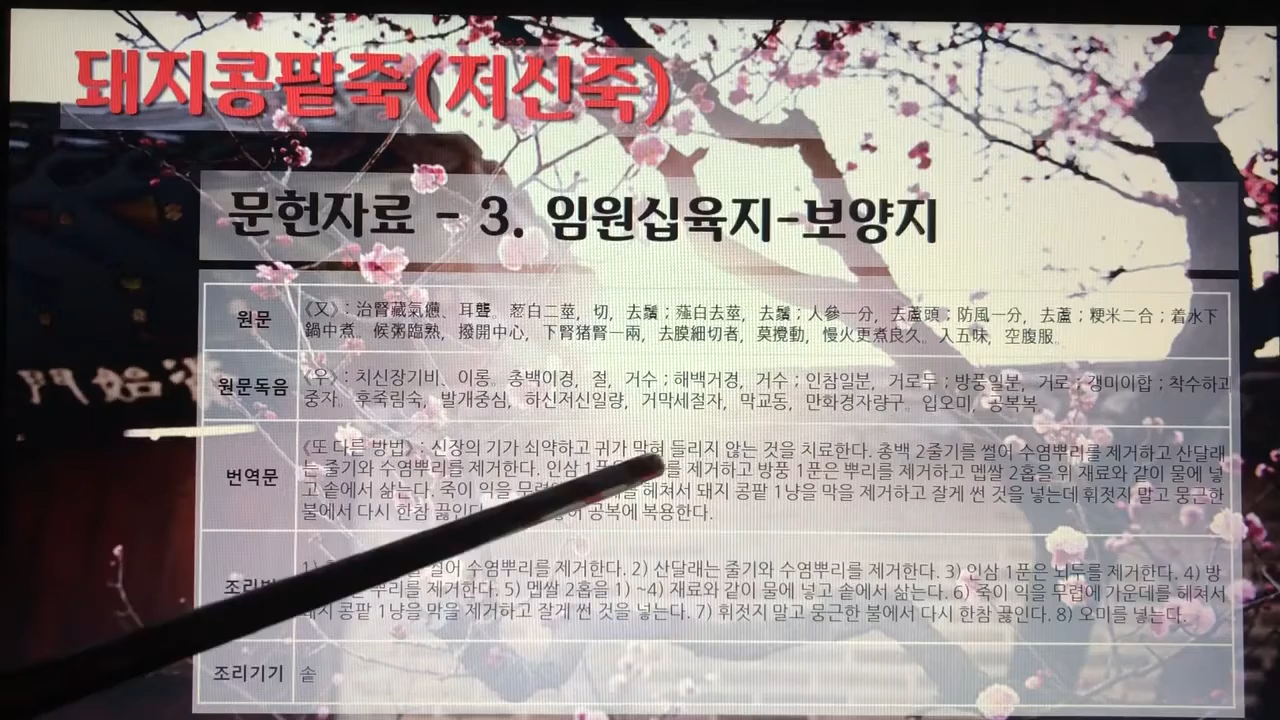 돼지콩팥죽(저신죽)
문헌자료 - 3. 임원십육지-보양지
원문
《又》: 治腎藏氣憊、耳聾。葱白二莖, 切, 去鬚; 薤白去莖, 去鬚; 人參一分, 去蘆頭; 防風一分, 去蘆; 粳米二合; 着水下
鍋中煮。候粥臨熟, 撥開中心, 下腎猪腎一兩, 去膜細切者, 莫攪動, 慢火更煮良久。入五味, 空腹服。
원문독음
《우》: 치신장기비、이롱。총백이경, 절, 거수; 해백거경, 거수; 인참일분, 거로두; 방풍일분, 거로; 갱미이합; 착수하고
중자。후죽림숙, 발개중심, 하신저신일량, 거막세절자, 막교동, 만화경자량구。입오미, 공복복
번역문
《또 다른 방법》: 신장의 기가 쇠약하고 귀가 막혀 들리지 않는 것을 치료한다. 총백 2줄기를 썰어 수염뿌리를 제거하고 산달래
는 줄기와 수염뿌리를 제거한다. 인삼 1푼 를 제거하고 방풍 1푼은 뿌리를 제거하고 멥쌀 2홉을 위 재료와 같이 물에 넣
고 솥에서 삶는다. 죽이 익을 무렵 헤쳐서 돼지 콩팥 1냥을 막을 제거하고 잘게 썬 것을 넣는데 휘젓지 말고 뭉근한
불에서 다시 한참 끓인다 공복에 복용한다.
조리법
1) 썰어 수염뿌리를 제거한다. 2) 산달래는 줄기와 수염뿌리를 제거한다. 3) 인삼 1푼은 뇌두를 제거한다. 4) 방
뿌리를 제거한다. 5) 멥쌀 2홉을 1) ~4) 재료와 같이 물에 넣고 솥에서 삶는다. 6) 죽이 익을 무렵에 가운데를 헤쳐서
돼지 콩팥 1냥을 막을 제거하고 잘게 썬 것을 넣는다. 7) 휘젓지 말고 뭉근한 불에서 다시 한참 끓인다. 8) 오미를 넣는다.
조리기기
솥